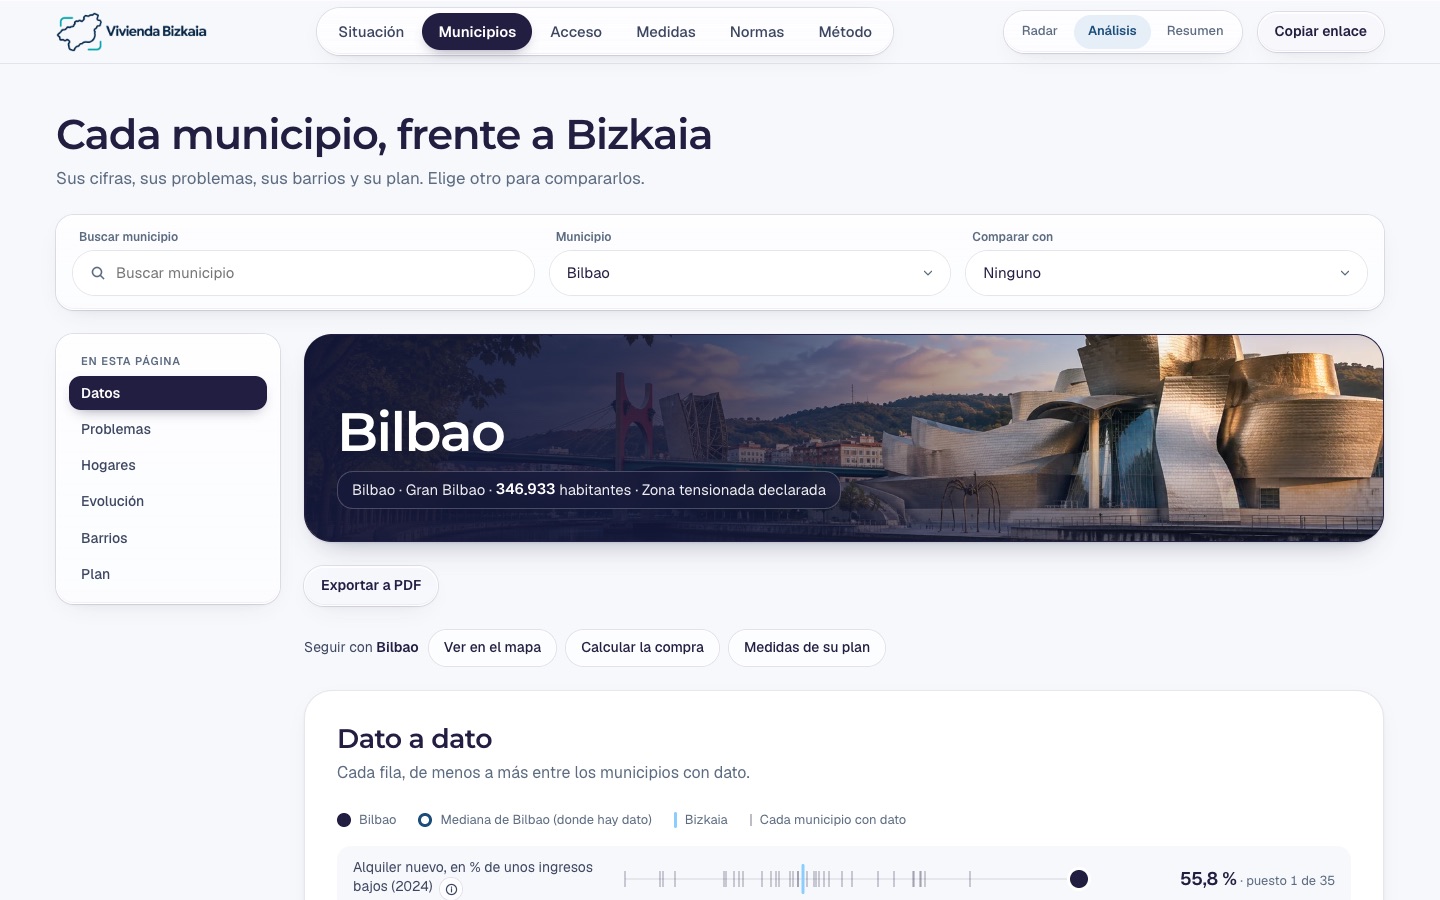 Vivienda Bizkaia
Situación
Municipios
Acceso
Medidas
Normas
Método
Radar
Análisis
Resumen
Copiar enlace
Cada municipio, frente a Bizkaia
Sus cifras, sus problemas, sus barrios y su plan. Elige otro para compararlos.
Buscar municipio
Municipio
Comparar con
Buscar municipio
Bilbao
Ninguno
EN ESTA PÁGINA
Datos
Problemas
Hogares
Evolución
Barrios
Plan
Bilbao
Bilbao · Gran Bilbao · 346.933 habitantes · Zona tensionada declarada
Exportar a PDF
Seguir con Bilbao
Ver en el mapa
Calcular la compra
Medidas de su plan
Dato a dato
Cada fila, de menos a más entre los municipios con dato.
Bilbao
Mediana de Bilbao (donde hay dato)
Bizkaia
Cada municipio con dato
Alquiler nuevo, en % de unos ingresos
bajos (2024)
55,8 % · puesto 1 de 35